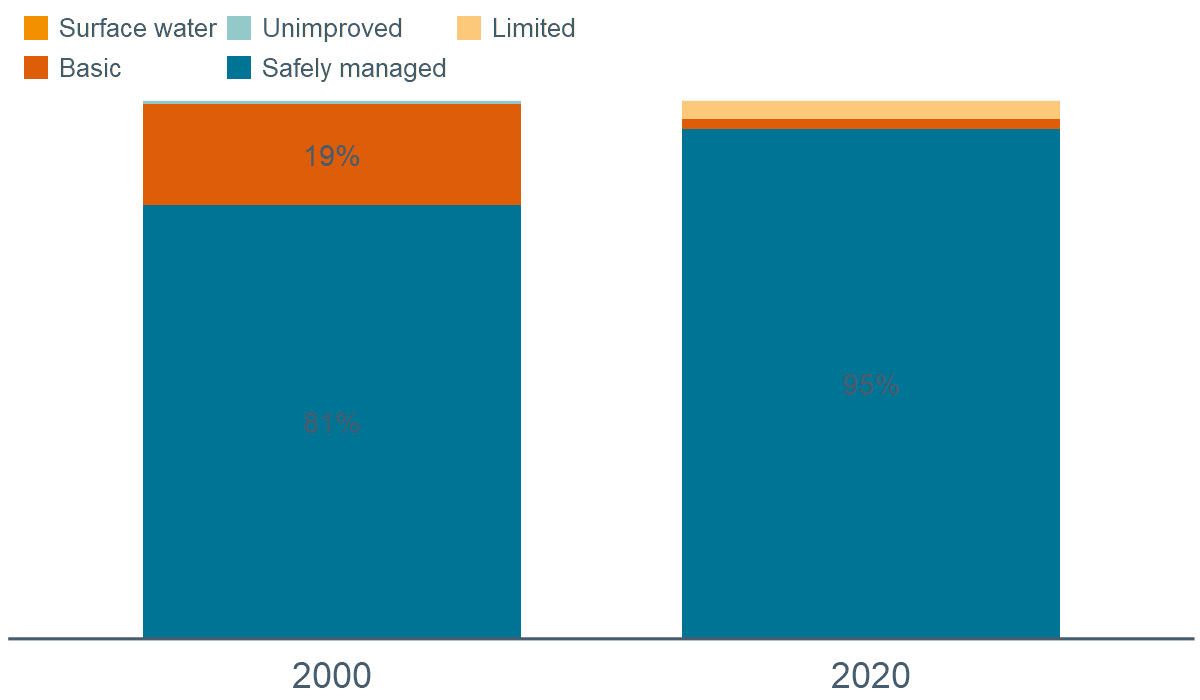 Surface water Unimproved Limited
Basic Safely managed
19%
95%
81%
2000 2020